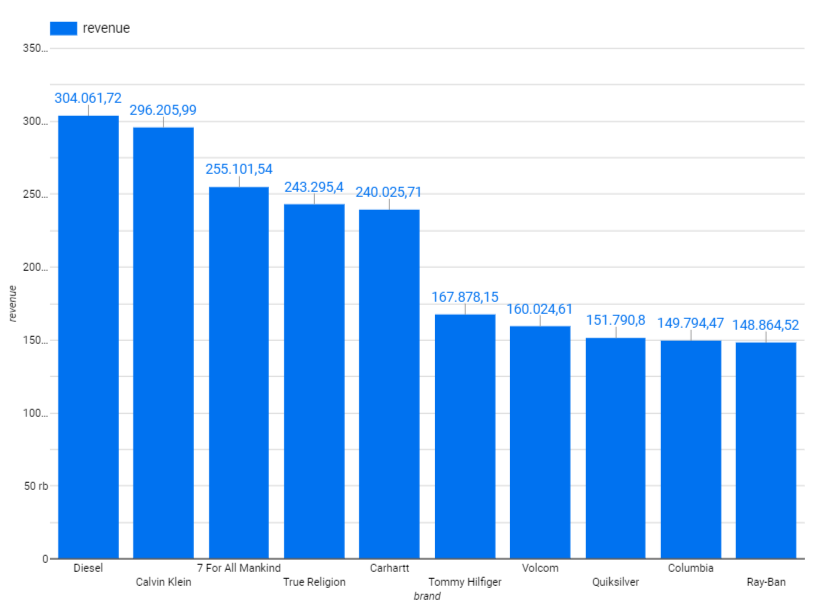 revenue
350...
300...
250...
200...
150...
100...
50 rb
0
revenue
304.061,72
296.205,99
255.101,54
243.295,4
240.025,71
167.878,15
160.024,61
151.790,8
149.794,47
148.864,52
Diesel
Calvin Klein
7 For All Mankind
True Religion
Carhartt
Tommy Hilfiger
Volcom
Quiksilver
Columbia
Ray-Ban
brand